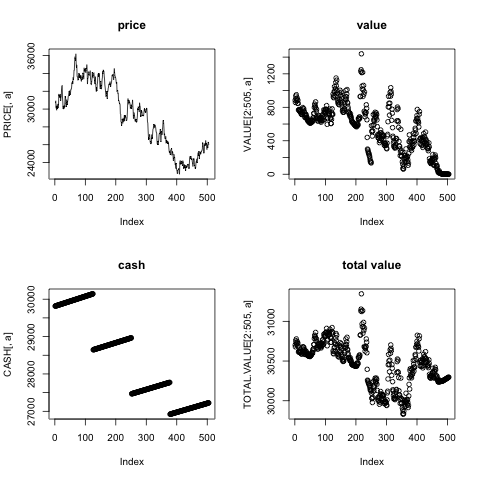 price
PRICE[, a]
24000
30000
36000
0 100 200 300 400 500
Index
value
VALUE[2:505, a]
0 400 800 1200
0 100 200 300 400 500
Index
cash
CASH[, a]
27000 28000 29000 30000
0 100 200 300 400 500
Index
total value
TOTAL.VALUE[2:505, a]
30000 30500 31000
0 100 200 300 400 500
Index